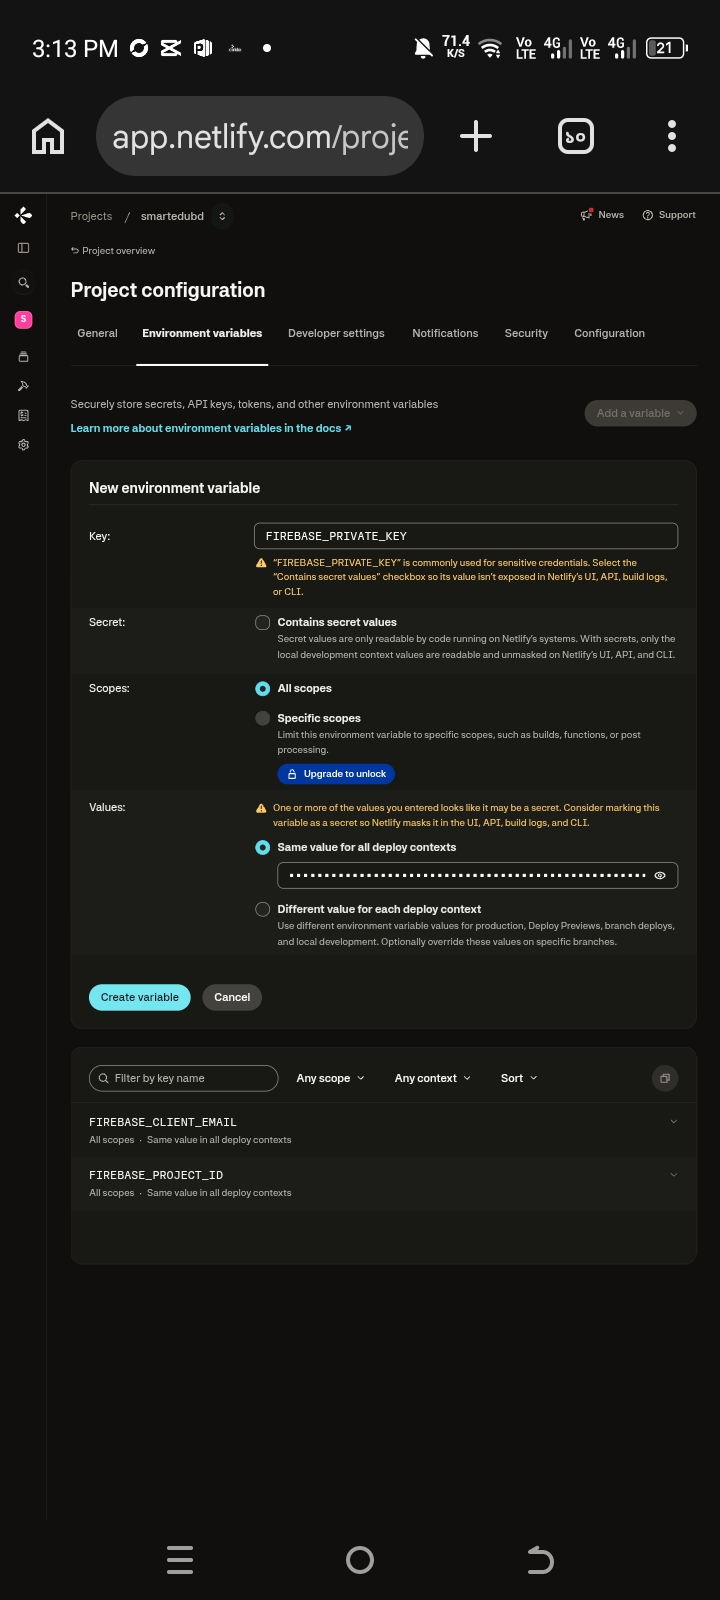 3:13 PM
71.4
K/S
Vo
LTE
4G
Vo
LTE
4G
21
app.netlify.com/proje
১০
Projects / smartedubd
News
Support
Project overview
S
Project configuration
General Environment variables Developer settings Notifications Security Configuration
Securely store secrets, API keys, tokens, and other environment variables
Learn more about environment variables in the docs ↗
Add a variable
New environment variable
Key:
FIREBASE_PRIVATE_KEY
"FIREBASE_PRIVATE_KEY" is commonly used for sensitive credentials. Select the
"Contains secret values" checkbox so its value isn't exposed in Netlify's UI, API, build logs,
or CLI.
Secret:
Contains secret values
Secret values are only readable by code running on Netlify's systems. With secrets, only the
local development context values are readable and unmasked on Netlify's UI, API, and CLI.
Scopes:
All scopes
Specific scopes
Limit this environment variable to specific scopes, such as builds, functions, or post
processing.
Upgrade to unlock
Values:
One or more of the values you entered looks like it may be a secret. Consider marking this
variable as a secret so Netlify masks it in the UI, API, build logs, and CLI.
Same value for all deploy contexts
Different value for each deploy context
Use different environment variable values for production, Deploy Previews, branch deploys,
and local development. Optionally override these values on specific branches.
Create variable
Cancel
Filter by key name
Any scope
Any context
Sort
FIREBASE_CLIENT_EMAIL
All scopes · Same value in all deploy contexts
FIREBASE_PROJECT_ID
All scopes · Same value in all deploy contexts